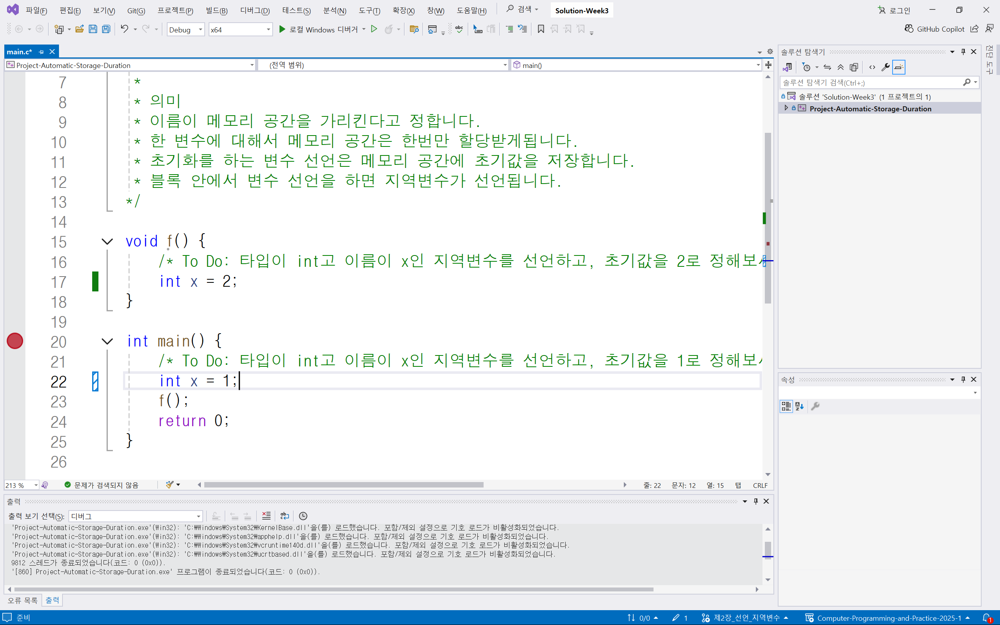 파일(F) 편집(E) 보기(V) Git(G) 프로젝트(P) 빌드(B) 디버그(D) 테스트(S) 분석(N) 도구(T) 확장(X) 창(W) 도움말(H) 검색 Solution-Week3 로그인
Debug x64 로컬 Windows 디버거 abc GitHub Copilot
main.c*
Project-Automatic-Storage-Duration (전역 범위) main()
7 *
8 * 의미
9 * 이름이 메모리 공간을 가리킨다고 정합니다.
10 * 한 변수에 대해서 메모리 공간은 한번만 할당받게됩니다.
11 * 초기화를 하는 변수 선언은 메모리 공간에 초기값을 저장합니다.
12 * 블록 안에서 변수 선언을 하면 지역변수가 선언됩니다.
13 */
14
15 void f() {
16 /* To Do: 타입이 int고 이름이 x인 지역변수를 선언하고, 초기값을 2로 정해보
17 int x = 2;
18 }
19
20 int main() {
21 /* To Do: 타입이 int고 이름이 x인 지역변수를 선언하고, 초기값을 1로 정해보
22 int x = 1;
23 f();
24 return 0;
25 }
26
213 % 문제가 검색되지 않음 줄: 22 문자: 12 열: 15 탭 CRLF
출력
출력 보기 선택(S): 디버그
'Project-Automatic-Storage-Duration.exe'(Win32): 'C:₩Windows₩System32₩KernelBase.dll'을(를) 로드했습니다. 포함/제외 설정으로 기호 로드가 비활성화되었습니다.
'Project-Automatic-Storage-Duration.exe'(Win32): 'C:₩Windows₩System32₩apphelp.dll'을(를) 로드했습니다. 포함/제외 설정으로 기호 로드가 비활성화되었습니다.
'Project-Automatic-Storage-Duration.exe'(Win32): 'C:₩Windows₩System32₩vcruntime140d.dll'을(를) 로드했습니다. 포함/제외 설정으로 기호 로드가 비활성화되었습니다.
'Project-Automatic-Storage-Duration.exe'(Win32): 'C:₩Windows₩System32₩ucrtbased.dll'을(를) 로드했습니다. 포함/제외 설정으로 기호 로드가 비활성화되었습니다.
9812 스레드가 종료되었습니다(코드: 0 (0x0)).
'[860] Project-Automatic-Storage-Duration.exe' 프로그램이 종료되었습니다(코드: 0 (0x0)).
오류 목록 출력
솔루션 탐색기
솔루션 탐색기 검색(Ctrl+;)
솔루션 'Solution-Week3' (1 프로젝트의 1)
Project-Automatic-Storage-Duration
속성
진단 도구
준비 0/0 1 제2장_선언_지역변수 Computer-Programming-and-Practice-2025-1 1